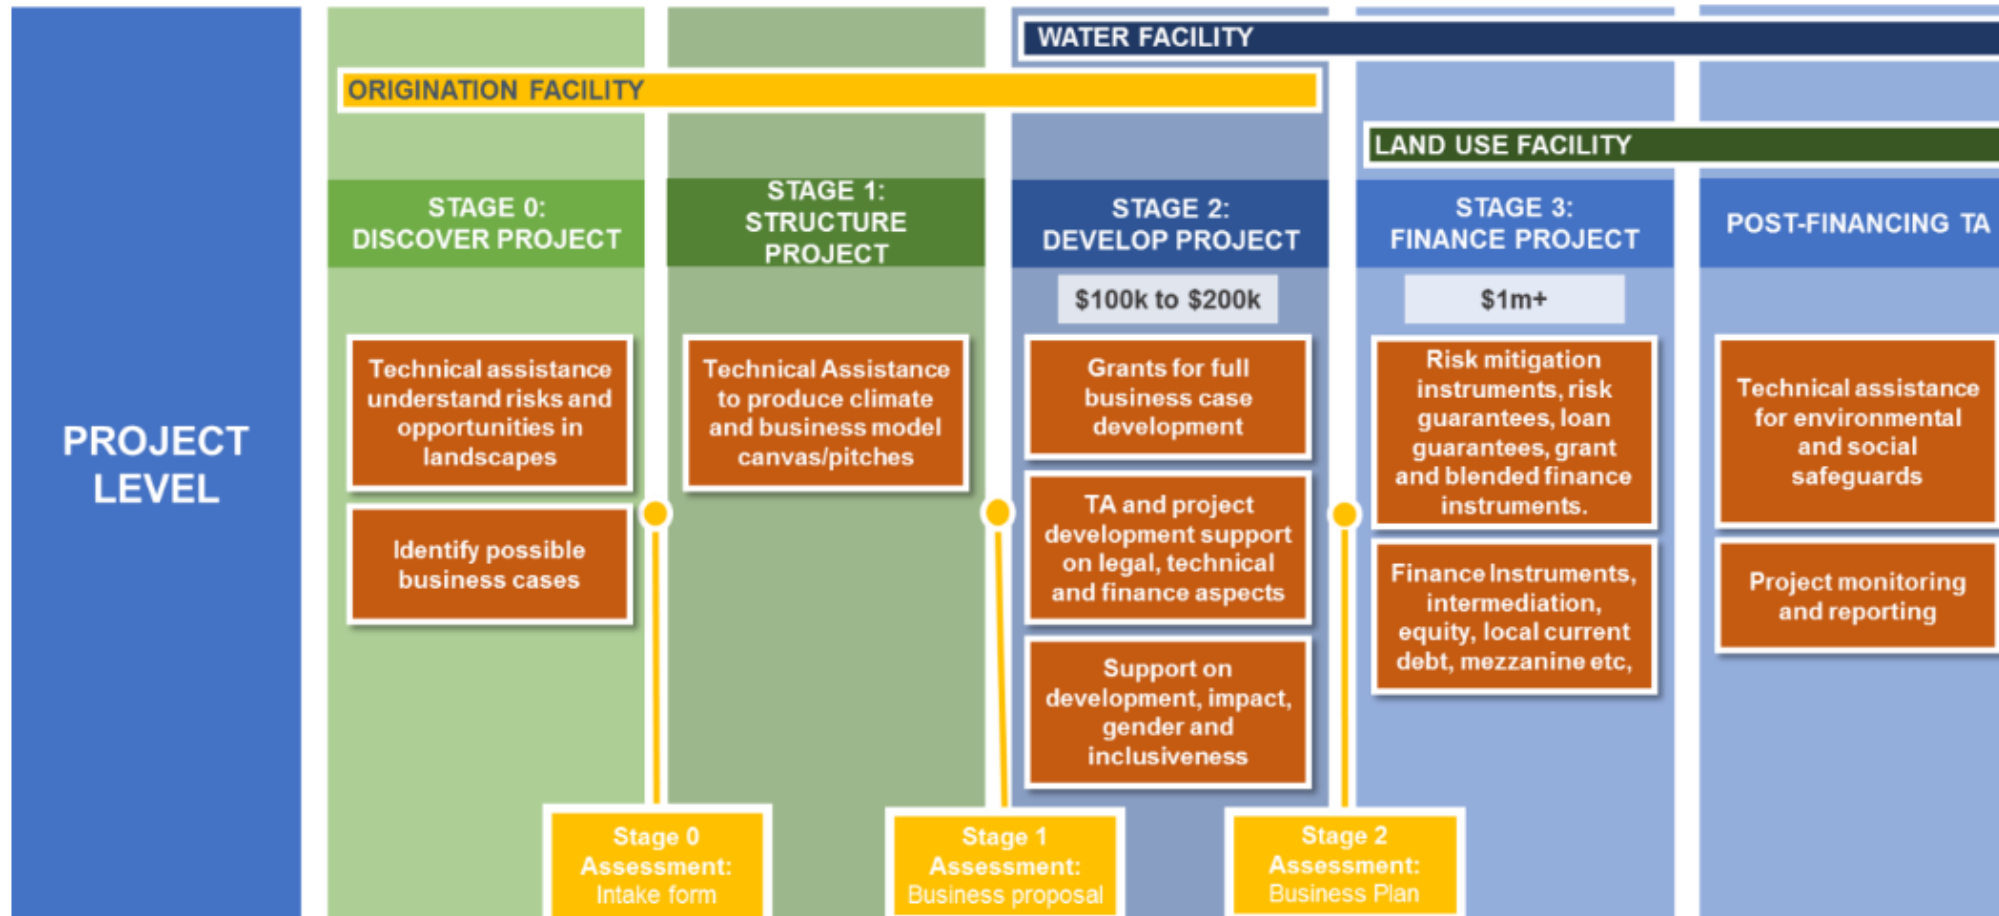 WATER FACILITY
ORIGINATION FACILITY
LAND USE FACILITY
PROJECT
LEVEL
STAGE 0:
DISCOVER PROJECT
Technical assistance
understand risks and
opportunities in
landscapes
Identify possible
business cases
Stage 0
Assessment:
Intake form
STAGE 1:
STRUCTURE
PROJECT
Technical Assistance
to produce climate
and business model
canvas/pitches
Stage 1
Assessment:
Business proposal
STAGE 2:
DEVELOP PROJECT
$100k to $200k
Grants for full
business case
development
TA and project
development support
on legal, technical
and finance aspects
Support on
development, impact,
gender and
inclusiveness
Stage 2
Assessment:
Business Plan
STAGE 3:
FINANCE PROJECT
$1m+
Risk mitigation
instruments, risk
guarantees, loan
guarantees, grant
and blended finance
instruments.
Finance Instruments,
intermediation,
equity, local current
debt, mezzanine etc,
POST-FINANCING TA
Technical assistance
for environmental
and social
safeguards
Project monitoring
and reporting